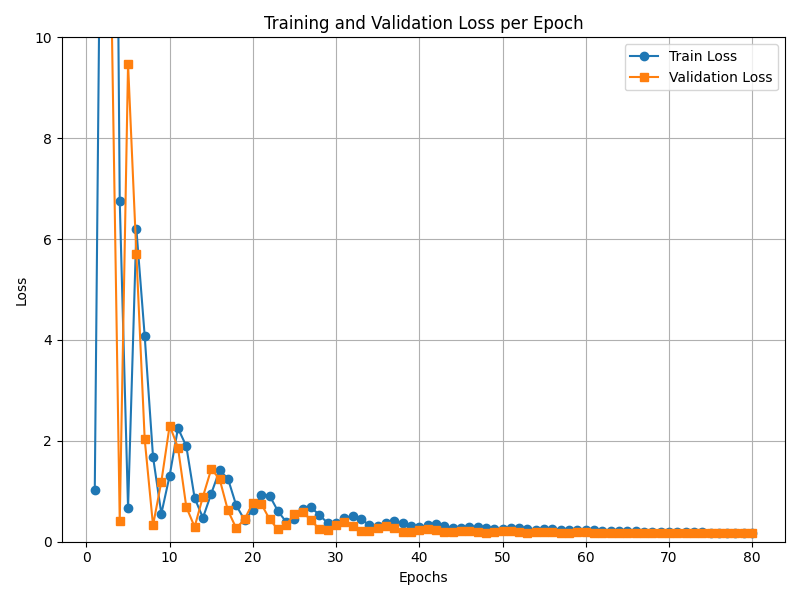 Training and Validation Loss per Epoch
Train Loss
Validation Loss
Loss
10
8
6
4
2
0
0 10 20 30 40 50 60 70 80
Epochs